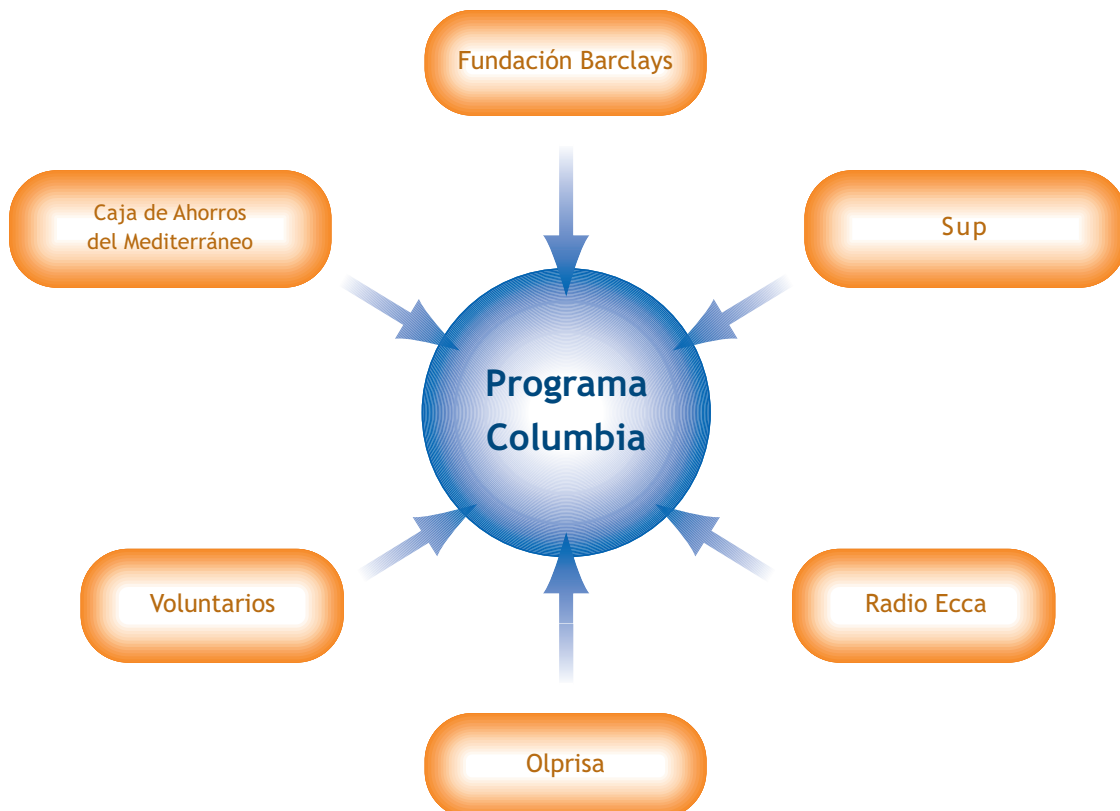 Fundación Barclays
Caja de Ahorros
del Mediterráneo
Sup
Programa
Columbia
Voluntarios
Radio Ecca
Olprisa